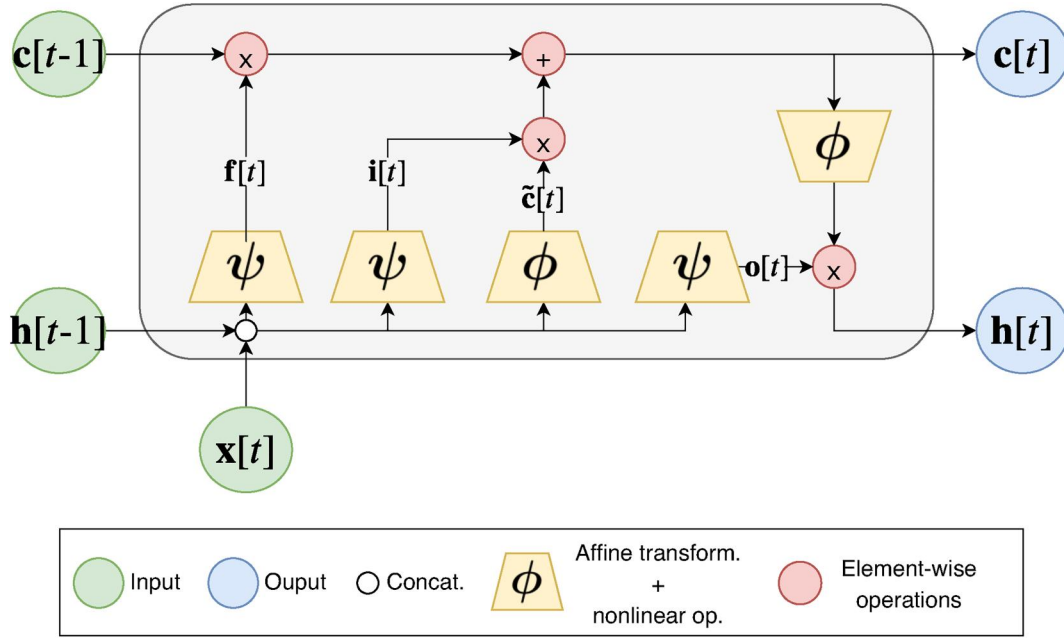 c[t-1]
x
+
c[t]
ϕ
x
f[t]
i[t]
c̃[t]
ψ
ψ
ϕ
ψ
o[t]
x
h[t-1]
h[t]
x[t]
Input
Ouput
Concat.
ϕ
Affine transform.
+
nonlinear op.
Element-wise
operations